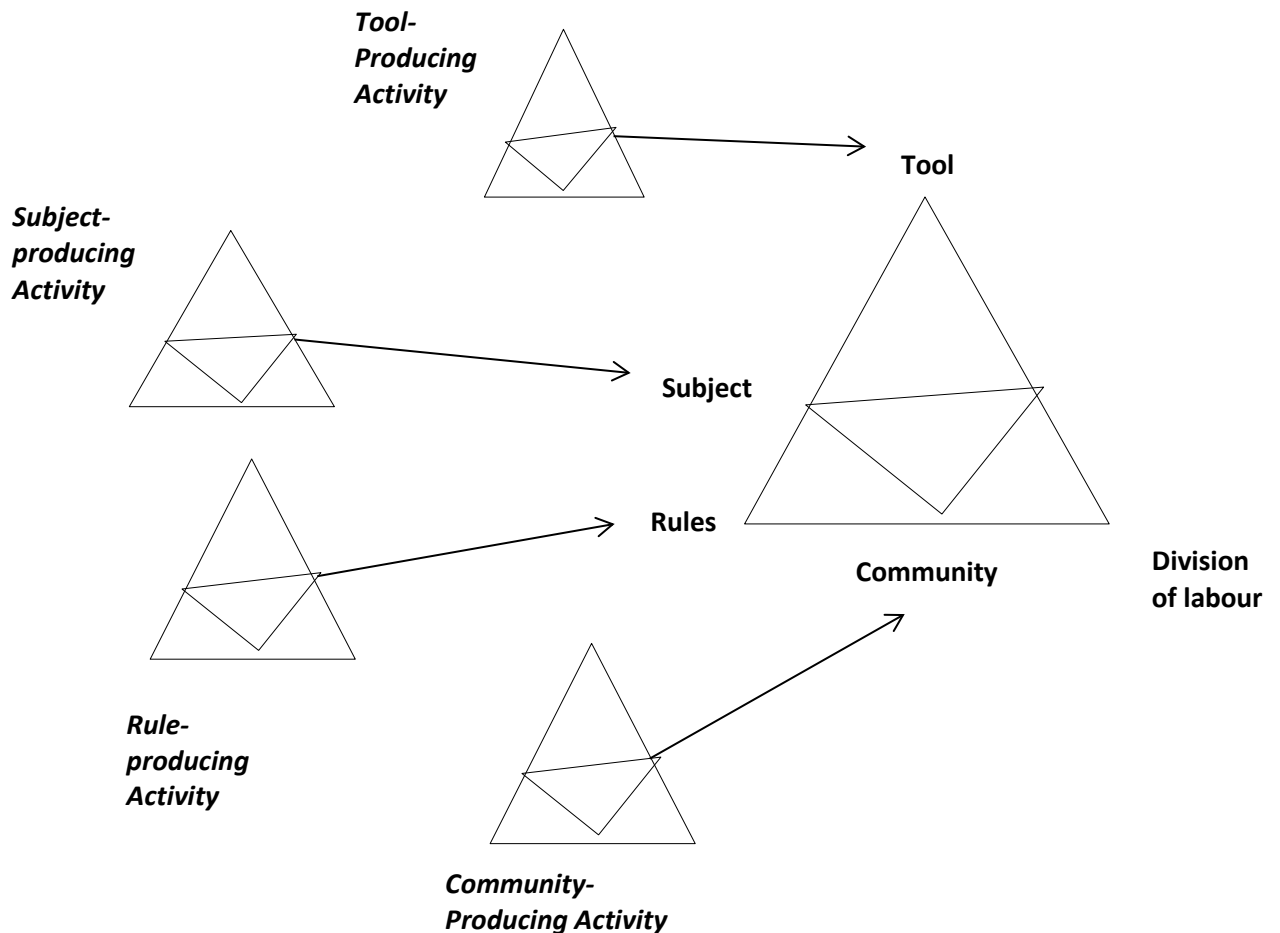 Tool-
Producing
Activity
Tool
Subject-
producing
Activity
Subject
Rules
Community
Division
of labour
Rule-
producing
Activity
Community-
Producing Activity